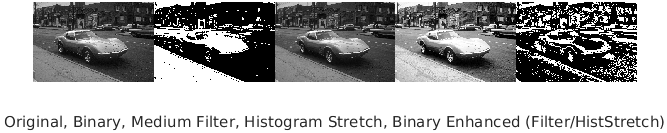 Original, Binary, Medium Filter, Histogram Stretch, Binary Enhanced (Filter/HistStretch)